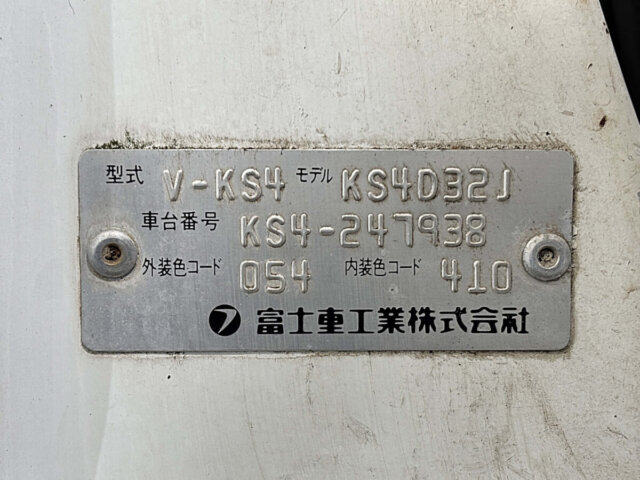 型式 V-KS4 モデル KS4D32J
車台番号 KS4-247938
外装色コード 054 内装色コード 410
富士重工業株式会社